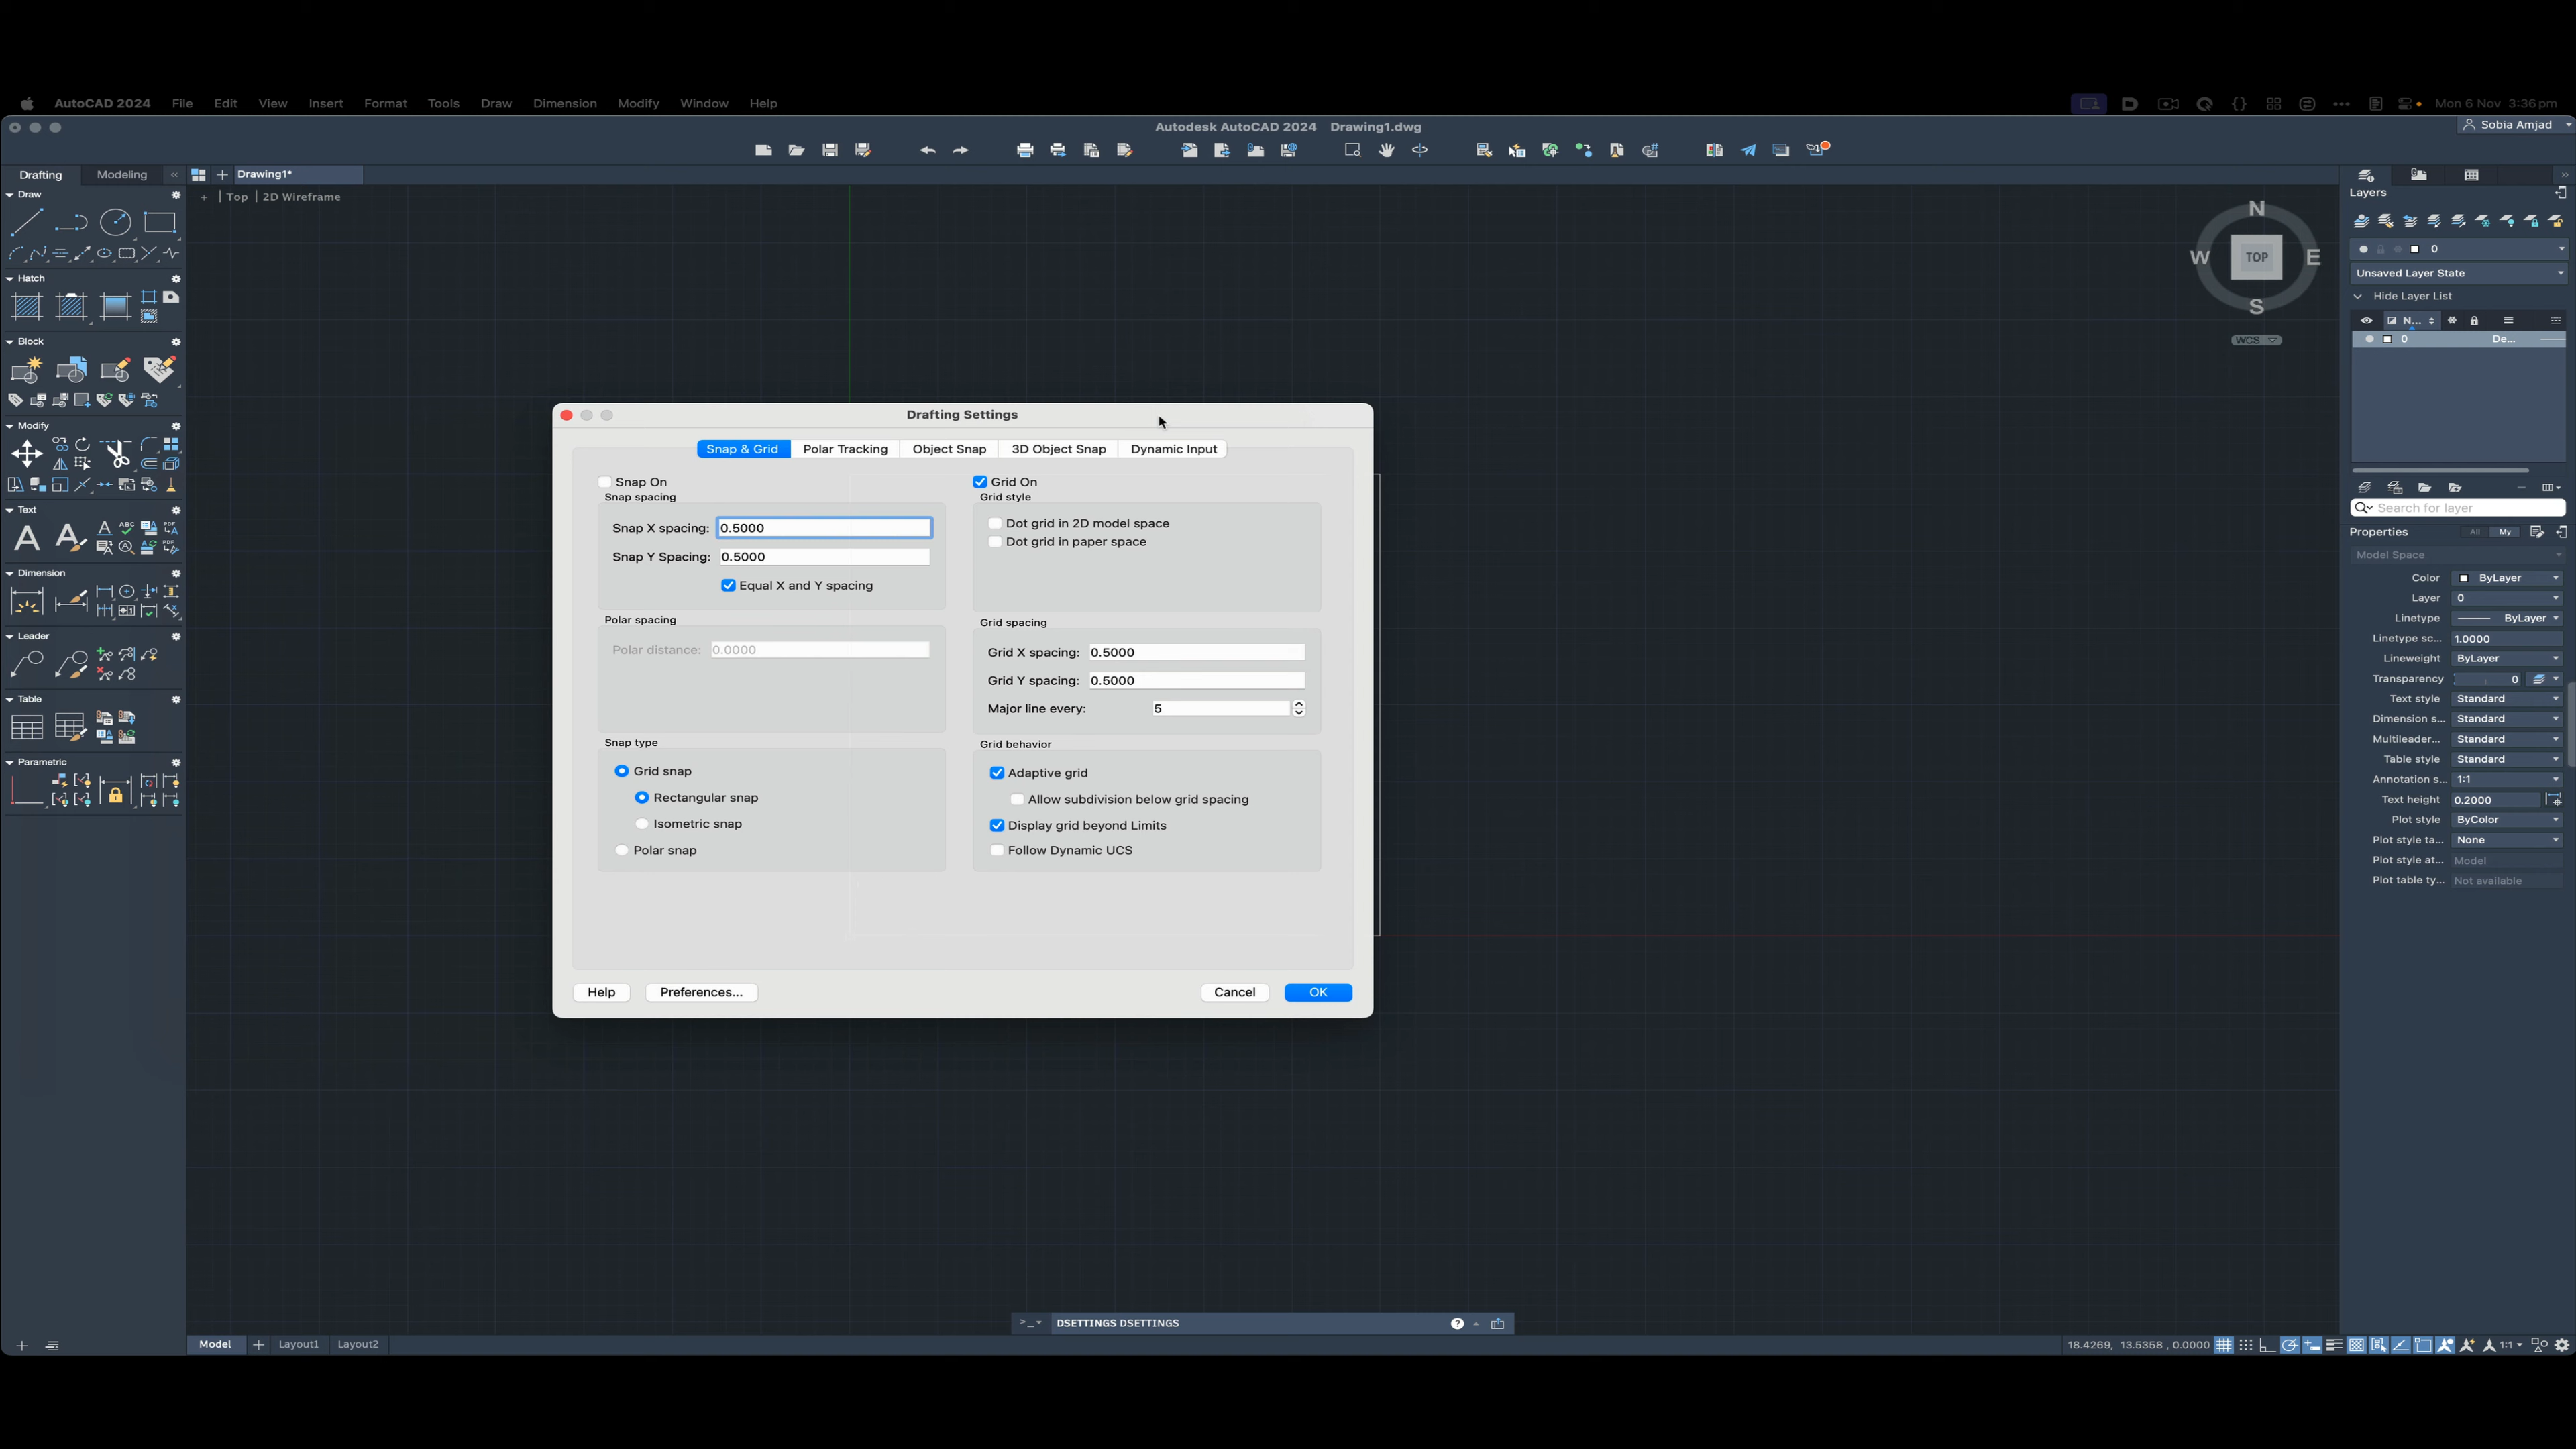 AutoCAD 2024 File Edit View Insert Format Tools Draw Dimension Modify Window Help Mon 6 Nov 3:36pm
Autodesk AutoCAD 2024 Drawing1.dwg
Sobia Amjad
Drafting Modeling Drawing1*
Draw
+ | Top | 2D Wireframe
Hatch
Block
Modify
Text
Dimension
Leader
Table
Parametric
N
W TOP E
S
WCS
Drafting Settings
Snap & Grid Polar Tracking Object Snap 3D Object Snap Dynamic Input
Snap On
Snap spacing
Snap X spacing: 0.5000
Snap Y Spacing: 0.5000
Equal X and Y spacing
Polar spacing
Polar distance: 0.0000
Snap type
Grid snap
Rectangular snap
Isometric snap
Polar snap
Grid On
Grid style
Dot grid in 2D model space
Dot grid in paper space
Grid spacing
Grid X spacing: 0.5000
Grid Y spacing: 0.5000
Major line every: 5
Grid behavior
Adaptive grid
Allow subdivision below grid spacing
Display grid beyond Limits
Follow Dynamic UCS
Help Preferences... Cancel OK
Layers
0
Unsaved Layer State
Hide Layer List
N...
0 De...
Search for layer
Properties All My
Model Space
Color ByLayer
Layer 0
Linetype ByLayer
Linetype sc... 1.0000
Lineweight ByLayer
Transparency 0
Text style Standard
Dimension s... Standard
Multileader... Standard
Table style Standard
Annotation s... 1:1
Text height 0.2000
Plot style ByColor
Plot style ta... None
Plot style at... Model
Plot table ty... Not available
>_ DSETTINGS DSETTINGS ?
Model Layout1 Layout2
18.4269, 13.5358 , 0.0000 1:1